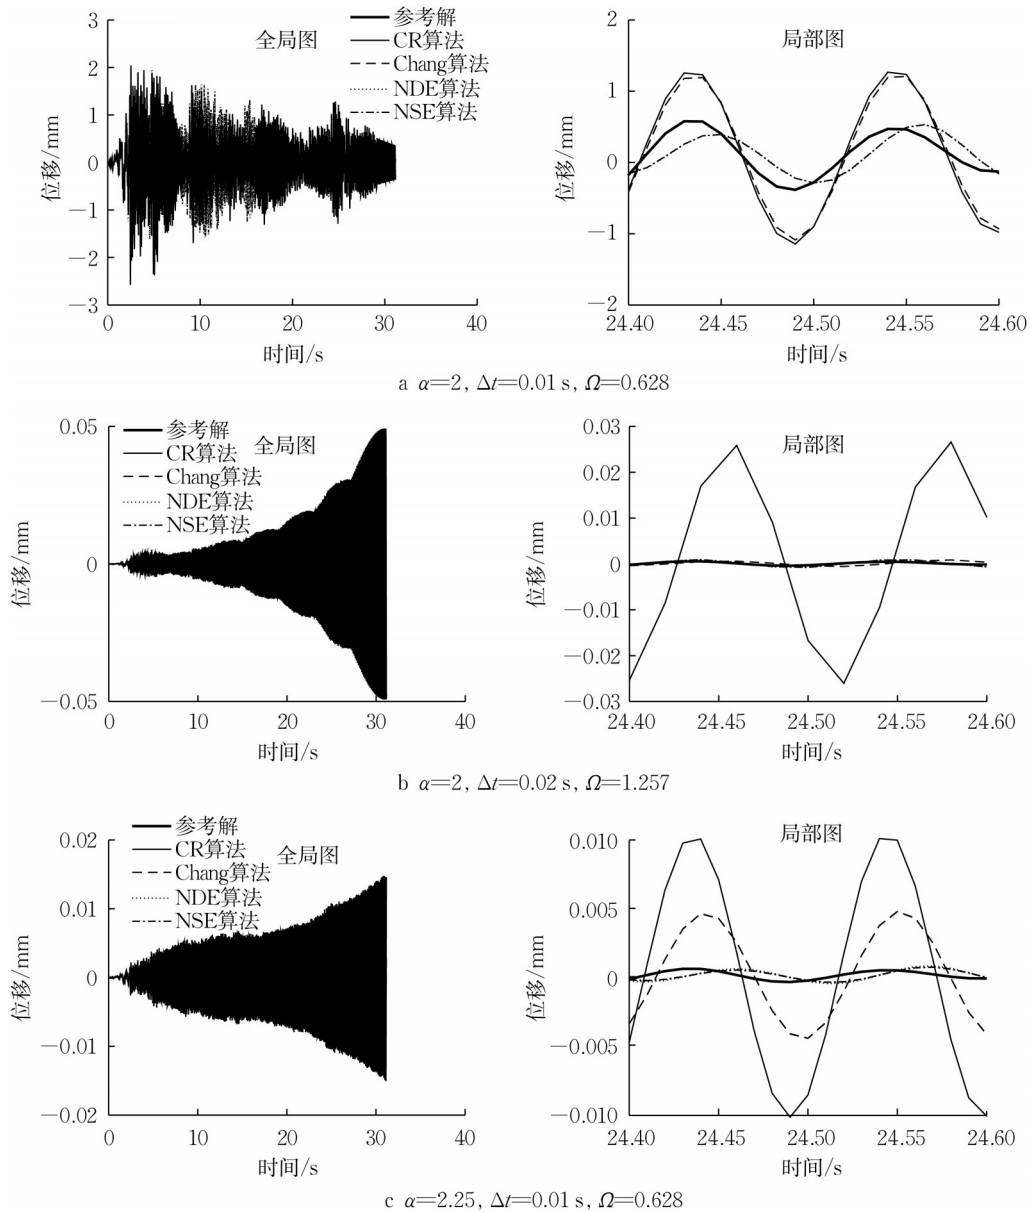 参考解
CR算法
Chang算法
NDE算法
NSE算法
全局图
3
2
1
0
−1
−2
−3
位移/mm
0 10 20 30 40
时间/s
局部图
2
1
0
−1
−2
位移/mm
24.40 24.45 24.50 24.55 24.60
时间/s
a α=2, Δt=0.01 s, Ω=0.628
参考解
CR算法
Chang算法
NDE算法
NSE算法
全局图
0.05
0
−0.05
位移/mm
0 10 20 30 40
时间/s
局部图
0.03
0.02
0.01
0
−0.01
−0.02
−0.03
位移/mm
24.40 24.45 24.50 24.55 24.60
时间/s
b α=2, Δt=0.02 s, Ω=1.257
参考解
CR算法
Chang算法
NDE算法
NSE算法
全局图
0.02
0.01
0
−0.01
−0.02
位移/mm
0 10 20 30 40
时间/s
局部图
0.010
0.005
0
−0.005
−0.010
位移/mm
24.40 24.45 24.50 24.55 24.60
时间/s
c α=2.25, Δt=0.01 s, Ω=0.628